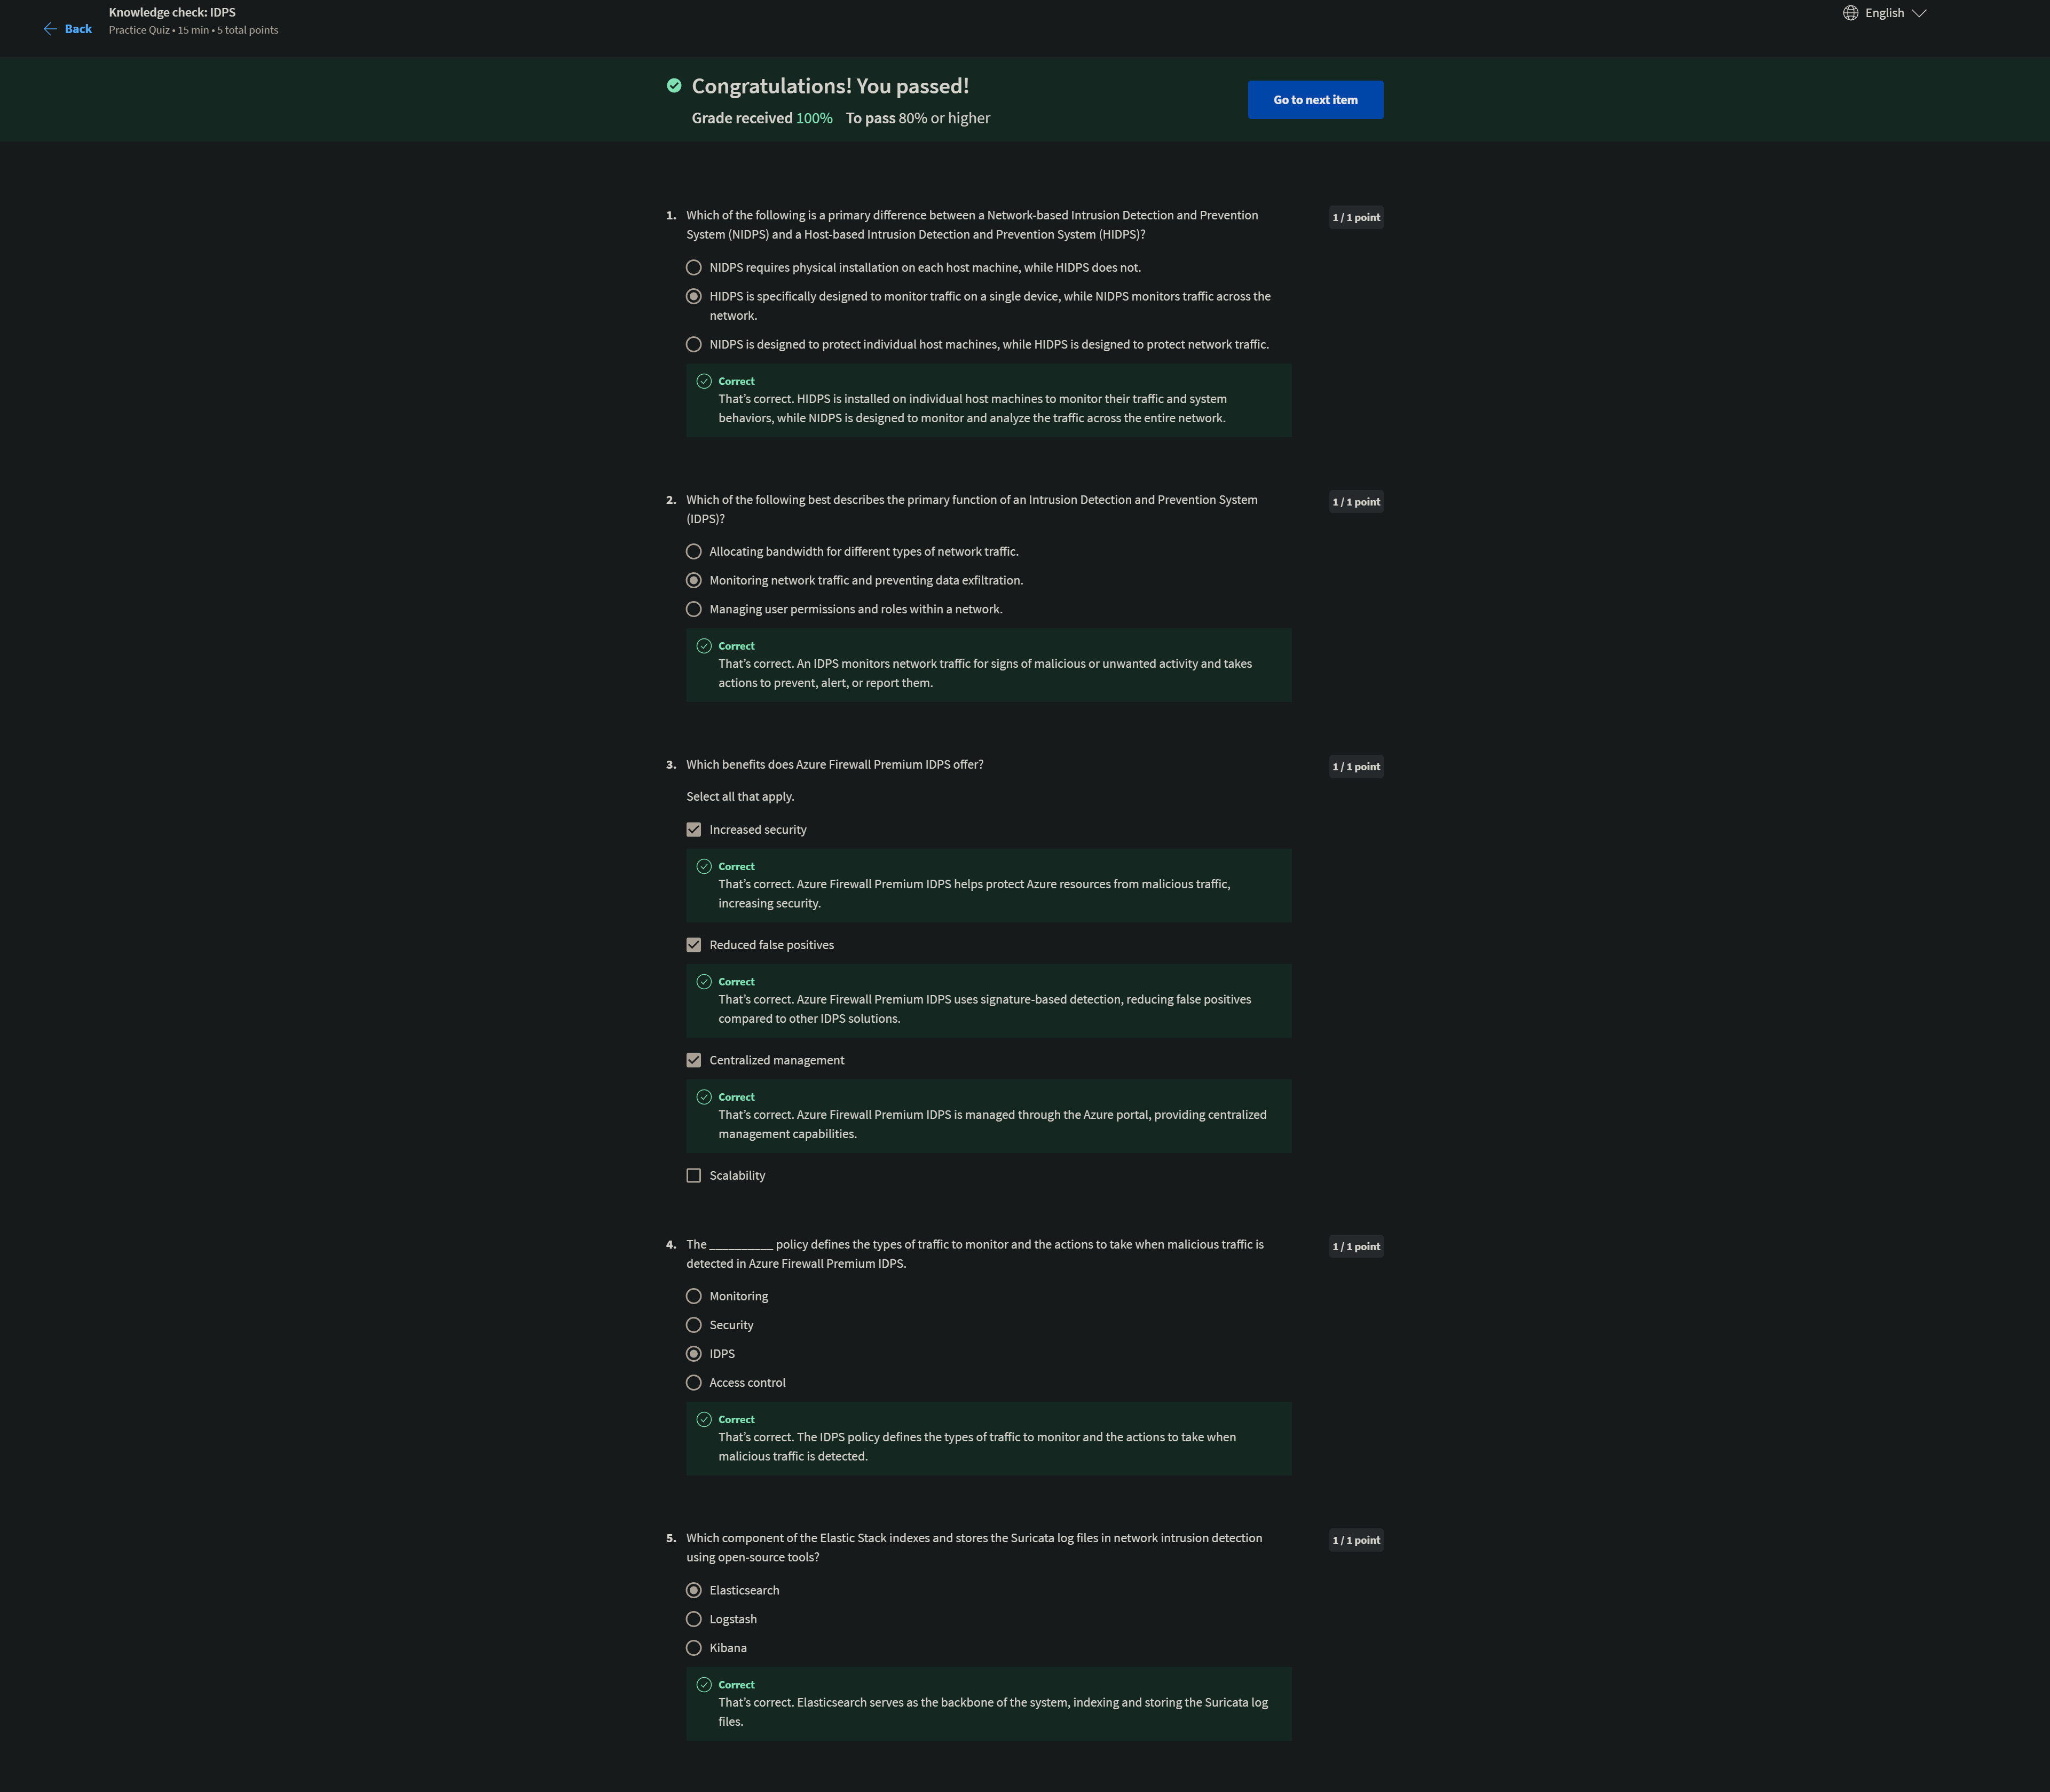 Back
Knowledge check: IDPS
Practice Quiz • 15 min • 5 total points
English
Congratulations! You passed!
Grade received 100% To pass 80% or higher
Go to next item
1. Which of the following is a primary difference between a Network-based Intrusion Detection and Prevention
System (NIDPS) and a Host-based Intrusion Detection and Prevention System (HIDPS)?
1 / 1 point
NIDPS requires physical installation on each host machine, while HIDPS does not.
HIDPS is specifically designed to monitor traffic on a single device, while NIDPS monitors traffic across the
network.
NIDPS is designed to protect individual host machines, while HIDPS is designed to protect network traffic.
Correct
That’s correct. HIDPS is installed on individual host machines to monitor their traffic and system
behaviors, while NIDPS is designed to monitor and analyze the traffic across the entire network.
2. Which of the following best describes the primary function of an Intrusion Detection and Prevention System
(IDPS)?
1 / 1 point
Allocating bandwidth for different types of network traffic.
Monitoring network traffic and preventing data exfiltration.
Managing user permissions and roles within a network.
Correct
That’s correct. An IDPS monitors network traffic for signs of malicious or unwanted activity and takes
actions to prevent, alert, or report them.
3. Which benefits does Azure Firewall Premium IDPS offer?
1 / 1 point
Select all that apply.
Increased security
Correct
That’s correct. Azure Firewall Premium IDPS helps protect Azure resources from malicious traffic,
increasing security.
Reduced false positives
Correct
That’s correct. Azure Firewall Premium IDPS uses signature-based detection, reducing false positives
compared to other IDPS solutions.
Centralized management
Correct
That’s correct. Azure Firewall Premium IDPS is managed through the Azure portal, providing centralized
management capabilities.
Scalability
4. The __________ policy defines the types of traffic to monitor and the actions to take when malicious traffic is
detected in Azure Firewall Premium IDPS.
1 / 1 point
Monitoring
Security
IDPS
Access control
Correct
That’s correct. The IDPS policy defines the types of traffic to monitor and the actions to take when
malicious traffic is detected.
5. Which component of the Elastic Stack indexes and stores the Suricata log files in network intrusion detection
using open-source tools?
1 / 1 point
Elasticsearch
Logstash
Kibana
Correct
That’s correct. Elasticsearch serves as the backbone of the system, indexing and storing the Suricata log
files.